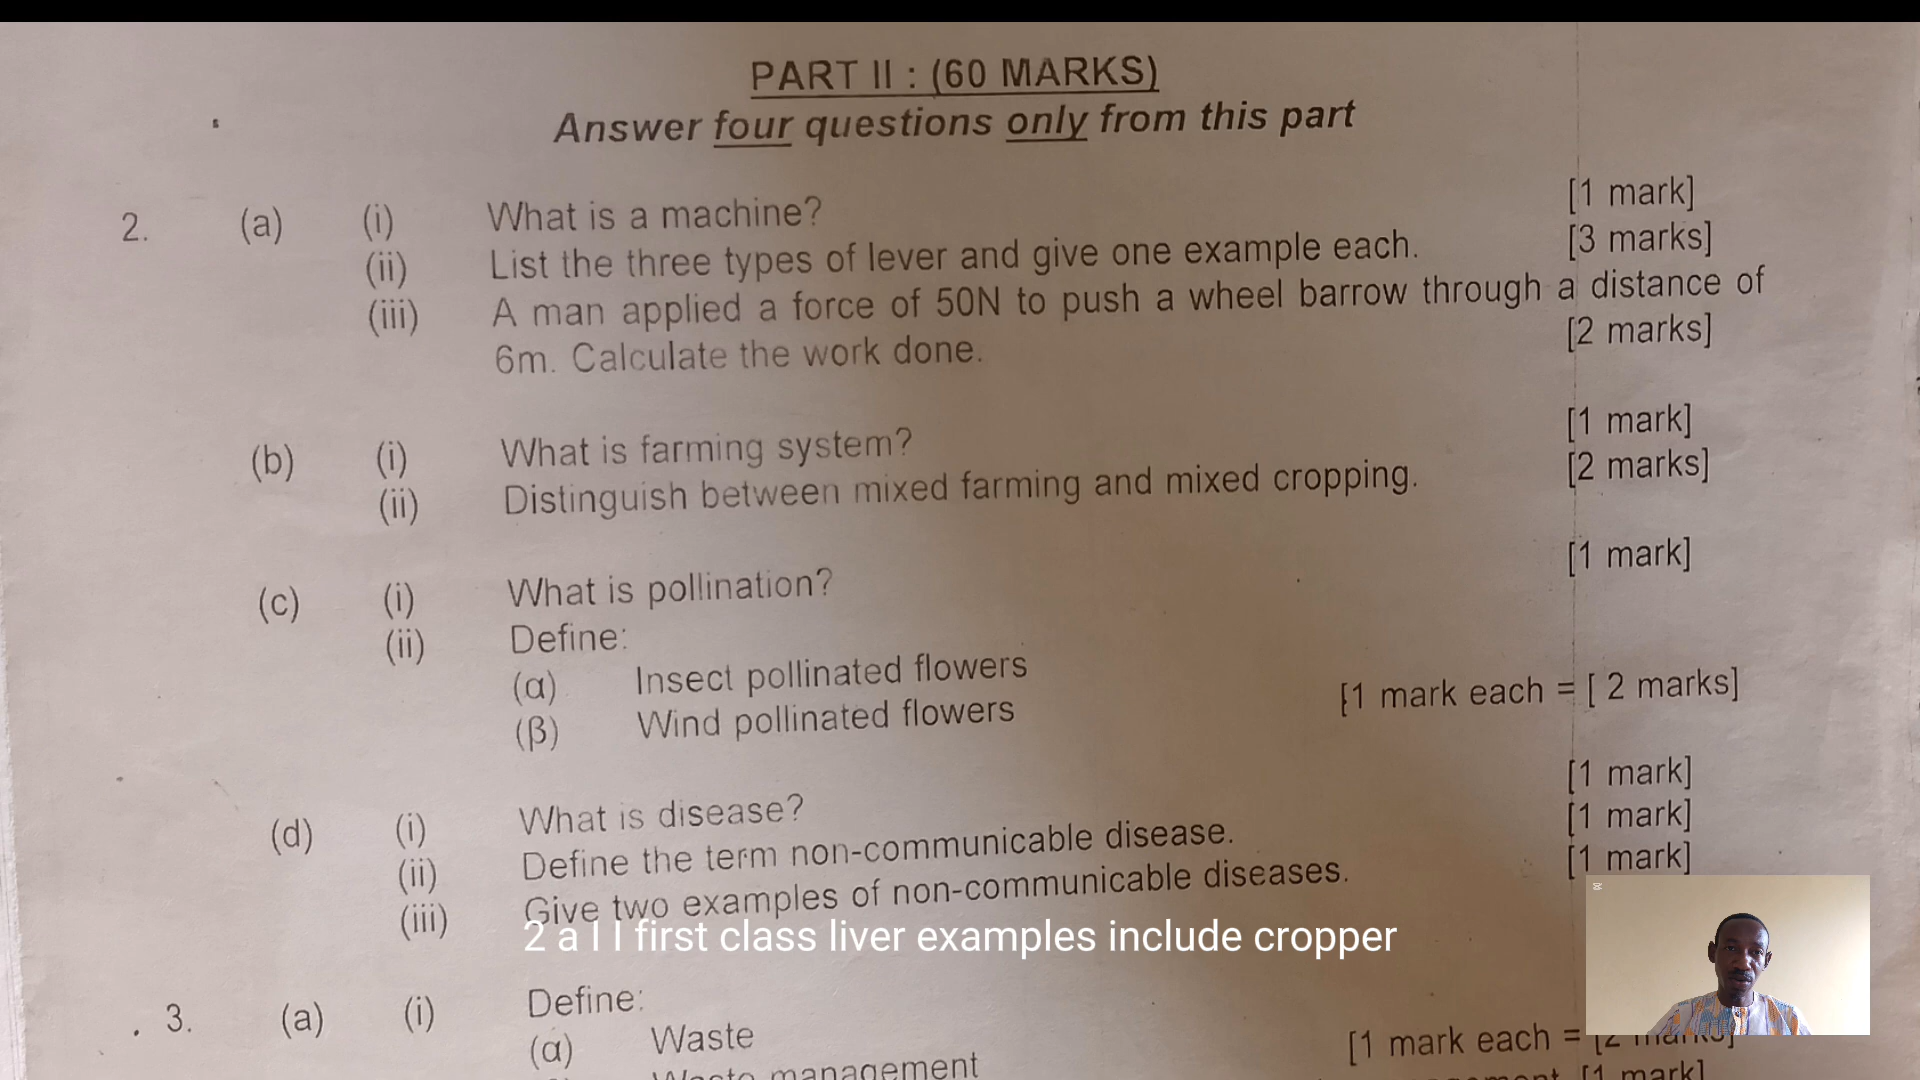 PART II : (60 MARKS)
Answer four questions only from this part
2. (a) (i) What is a machine? [1 mark]
(ii) List the three types of lever and give one example each. [3 marks]
(iii) A man applied a force of 50N to push a wheel barrow through a distance of
6m. Calculate the work done. [2 marks]
(b) (i) What is farming system? [1 mark]
(ii) Distinguish between mixed farming and mixed cropping. [2 marks]
(c) (i) What is pollination? [1 mark]
(ii) Define:
(α) Insect pollinated flowers
(β) Wind pollinated flowers [1 mark each = [ 2 marks]
(d) (i) What is disease? [1 mark]
(ii) Define the term non-communicable disease. [1 mark]
(iii) Give two examples of non-communicable diseases. [1 mark]
2 a I I first class liver examples include cropper
3. (a) (i) Define:
(α) Waste [1 mark each = [2 marks]
Waste management
[1 mark]